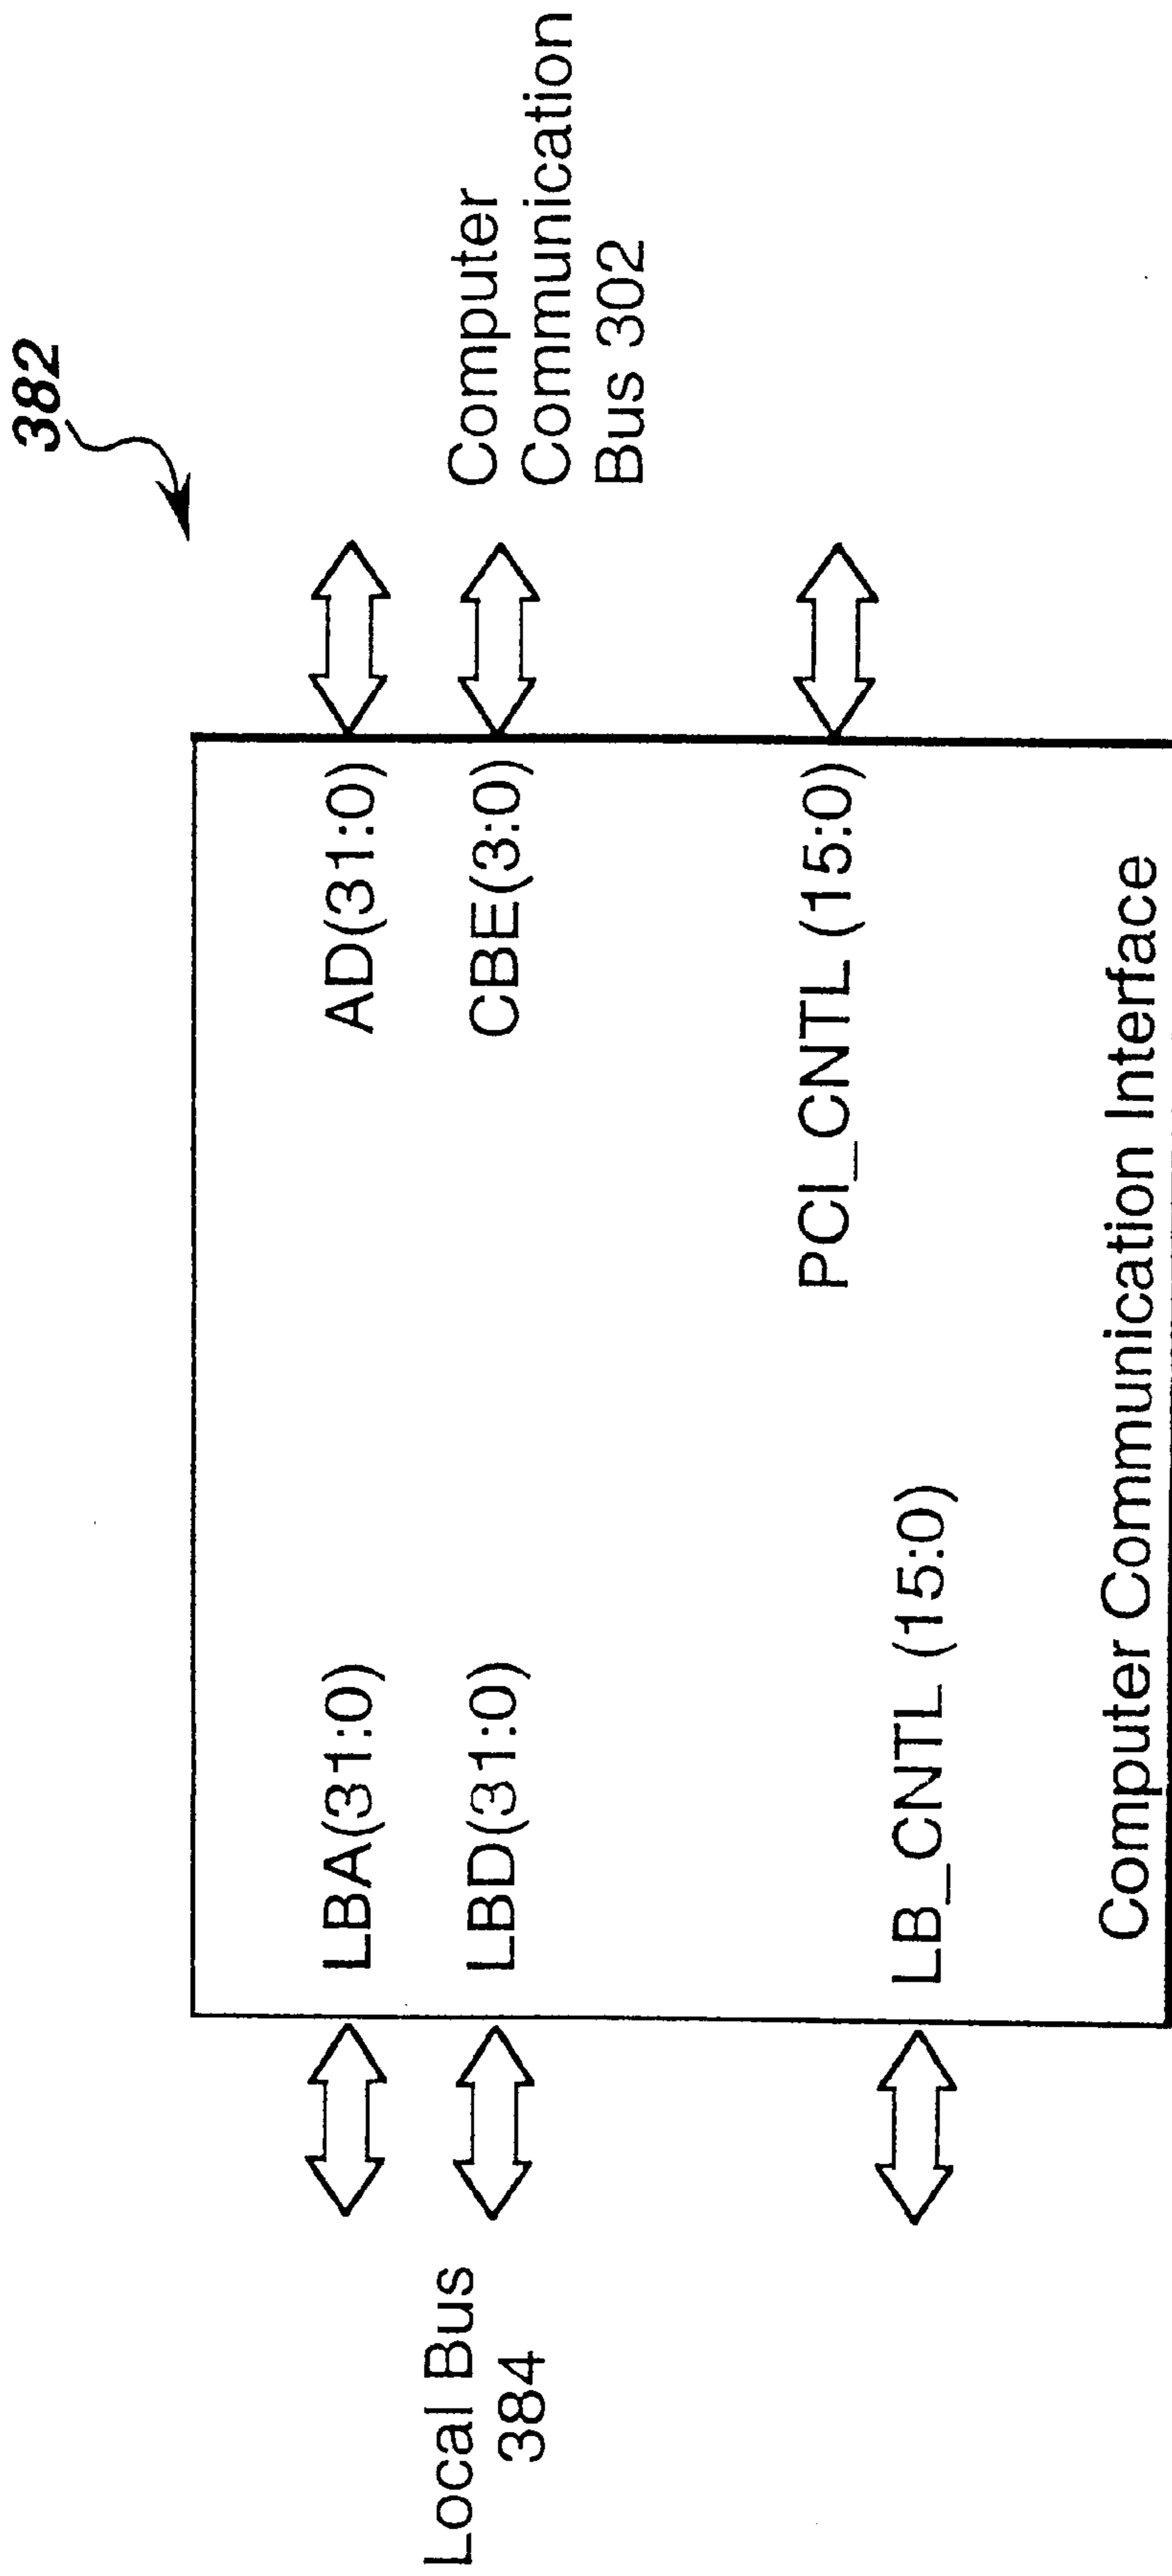 382
Local Bus
384
LBA(31:0)
LBD(31:0)
LB_CNTL (15:0)
AD(31:0)
CBE(3:0)
PCI_CNTL (15:0)
Computer
Communication
Bus 302
Computer Communication Interface